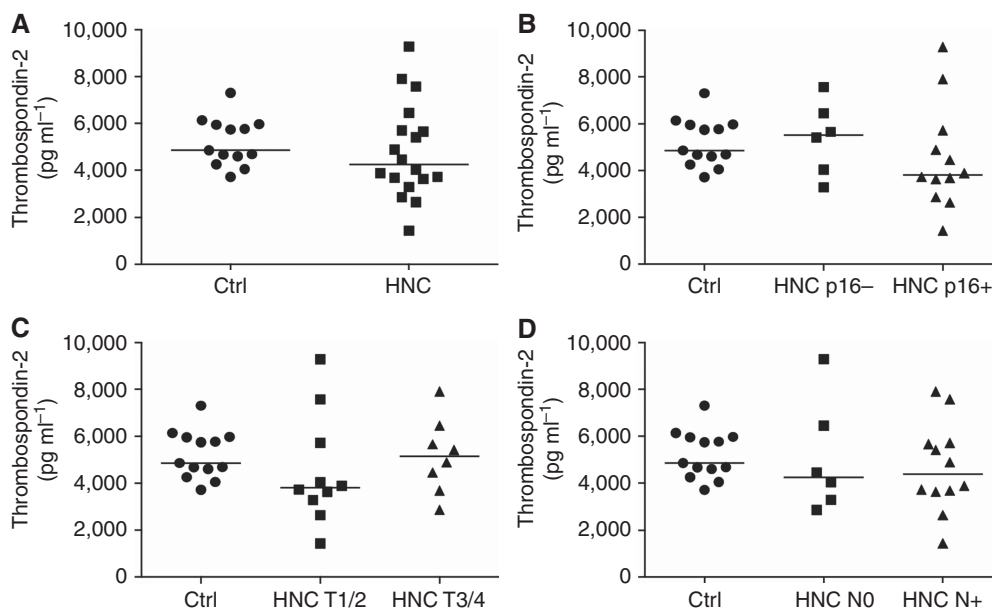 A
Thrombospondin-2
(pg ml⁻¹)
10,000
8,000
6,000
4,000
2,000
0
Ctrl
HNC
B
Thrombospondin-2
(pg ml⁻¹)
10,000
8,000
6,000
4,000
2,000
0
Ctrl
HNC p16–
HNC p16+
C
Thrombospondin-2
(pg ml⁻¹)
10,000
8,000
6,000
4,000
2,000
0
Ctrl
HNC T1/2
HNC T3/4
D
Thrombospondin-2
(pg ml⁻¹)
10,000
8,000
6,000
4,000
2,000
0
Ctrl
HNC N0
HNC N+